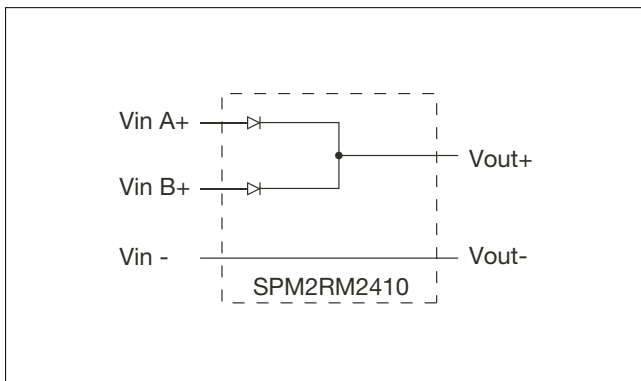 Vin A+
Vout+
Vin B+
Vin -
Vout-
SPM2RM2410